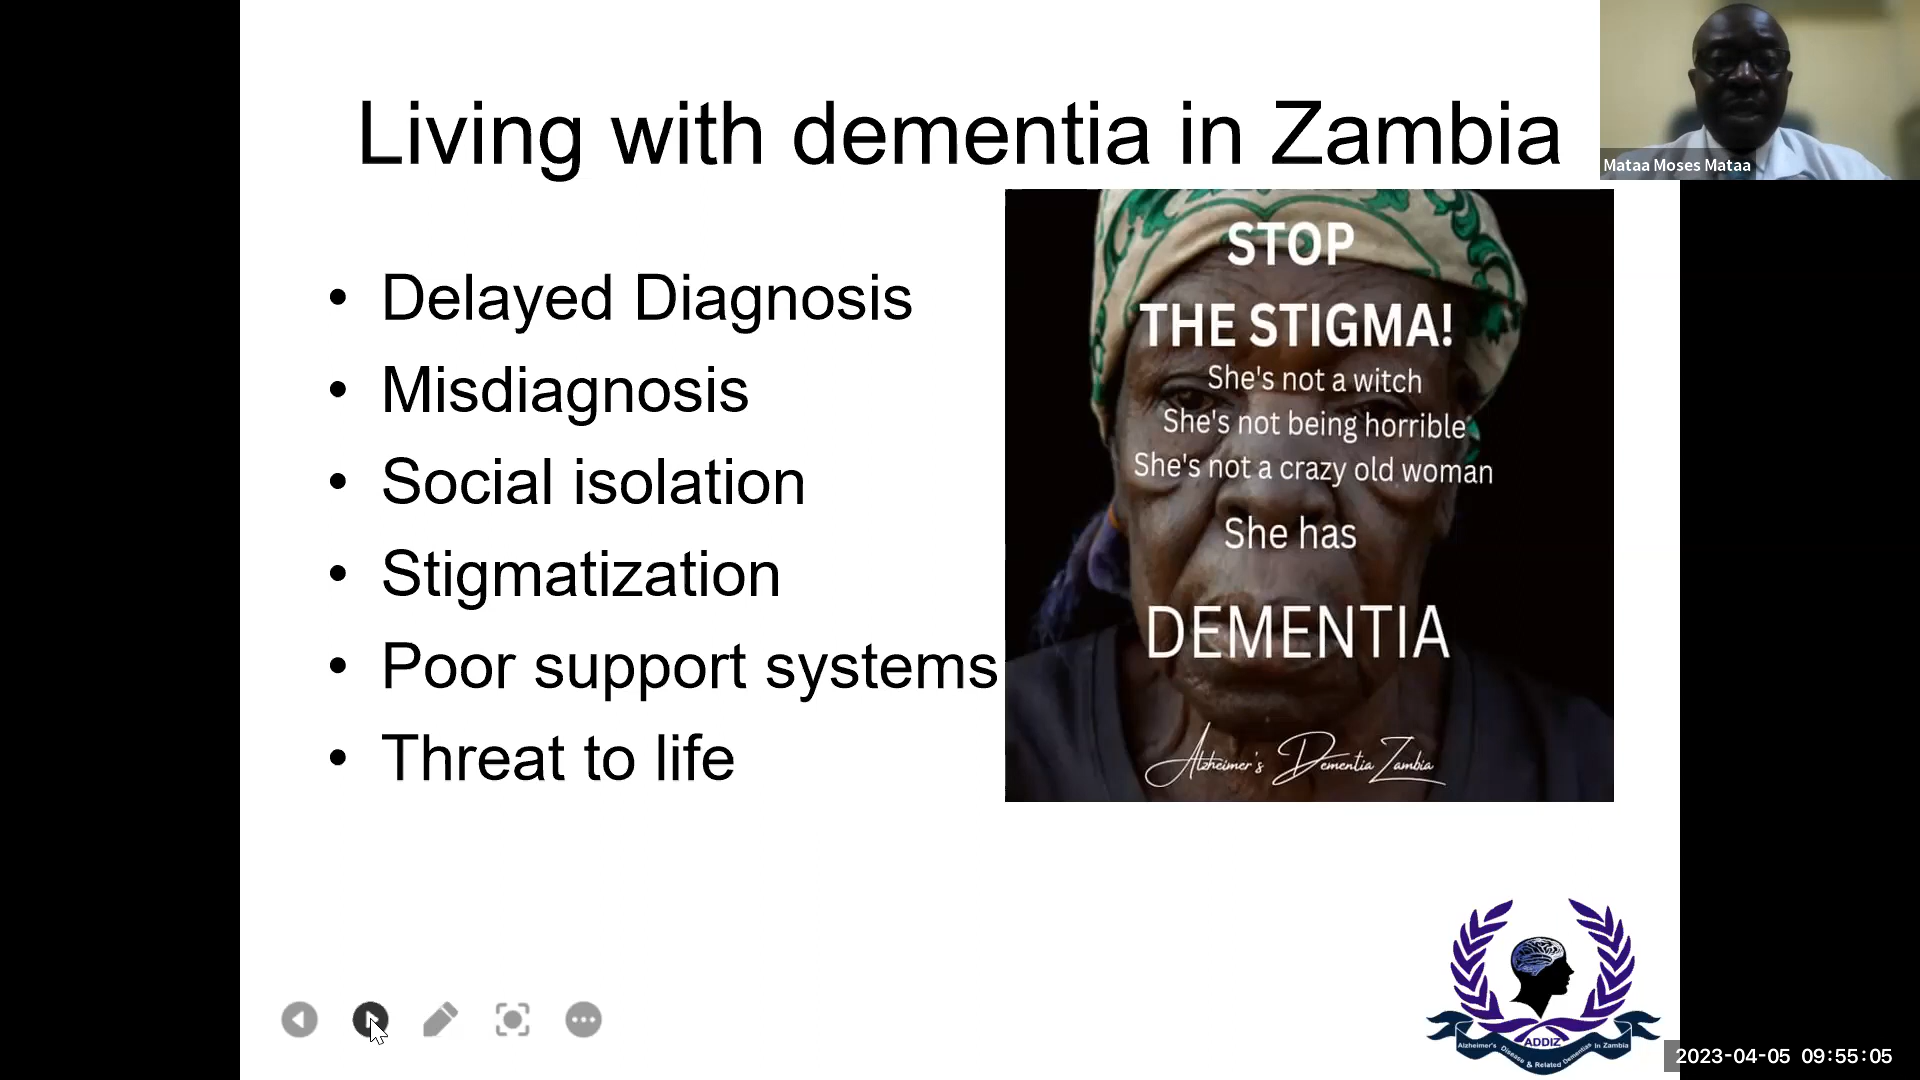 Living with dementia in Zambia
Mataa Moses Mataa
• Delayed Diagnosis
• Misdiagnosis
• Social isolation
• Stigmatization
• Poor support systems
• Threat to life
STOP
THE STIGMA!
She's not a witch
She's not being horrible
She's not a crazy old woman
She has
DEMENTIA
Alzheimer's Dementia Zambia
ADDIZ
Alzheimer's Disease & Related Dementias In Zambia
2023-04-05 09:55:05